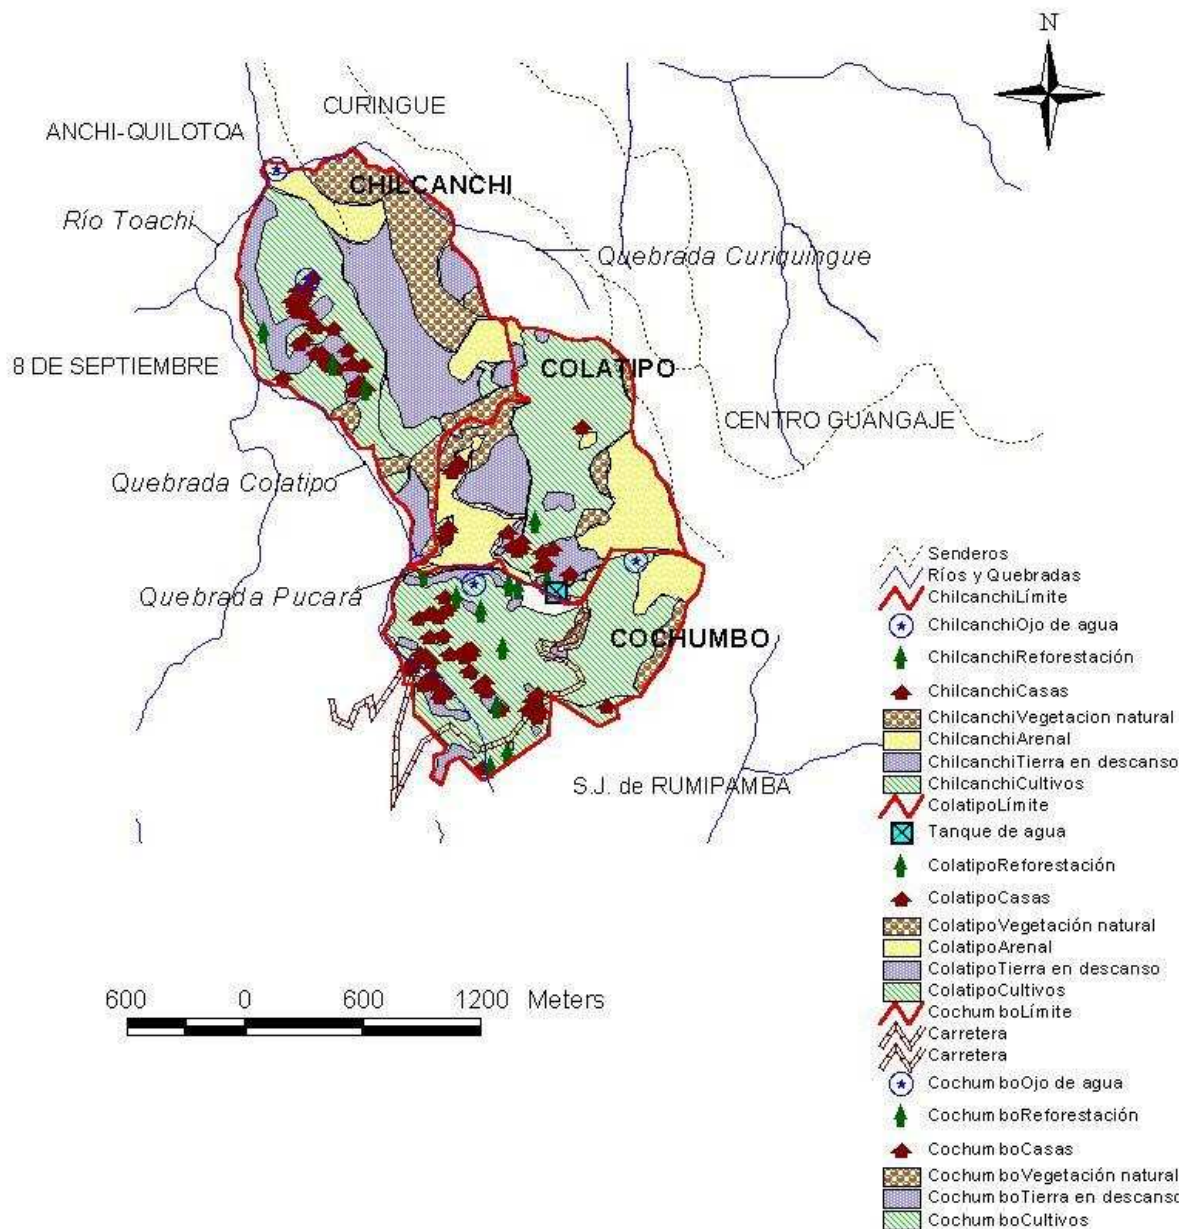 N
CURINGUE
ANCHI-QUILOTOA
CHILCANCHI
Río Toachi
Quebrada Curiquingue
8 DE SEPTIEMBRE
COLATIPO
CENTRO GUANGAJE
Quebrada Colatipo
Quebrada Pucará
COCHUMBO
S.J. de RUMIPAMBA
Senderos
Ríos y Quebradas
ChilcanchiLímite
ChilcanchiOjo de agua
ChilcanchiReforestación
ChilcanchiCasas
ChilcanchiVegetacion natural
ChilcanchiArenal
ChilcanchiTierra en descanso
ChilcanchiCultivos
ColatipoLímite
Tanque de agua
ColatipoReforestación
ColatipoCasas
ColatipoVegetación natural
ColatipoArenal
ColatipoTierra en descanso
ColatipoCultivos
CochumboLímite
Carretera
Carretera
CochumboOjo de agua
CochumboReforestación
CochumboCasas
CochumboVegetación natural
CochumboTierra en descanso
CochumboCultivos
600 0 600 1200 Meters